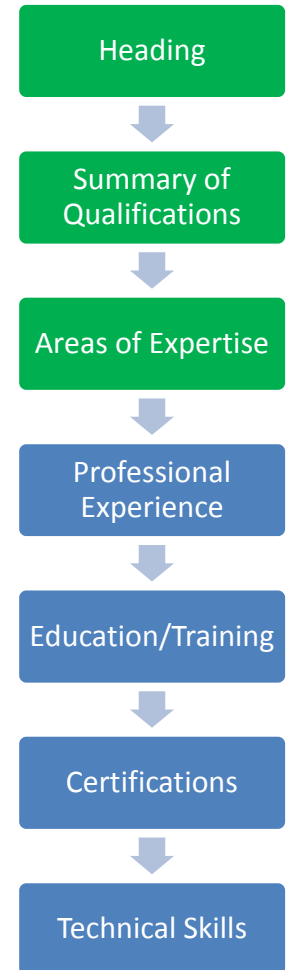 Heading
Summary of
Qualifications
Areas of Expertise
Professional
Experience
Education/Training
Certifications
Technical Skills